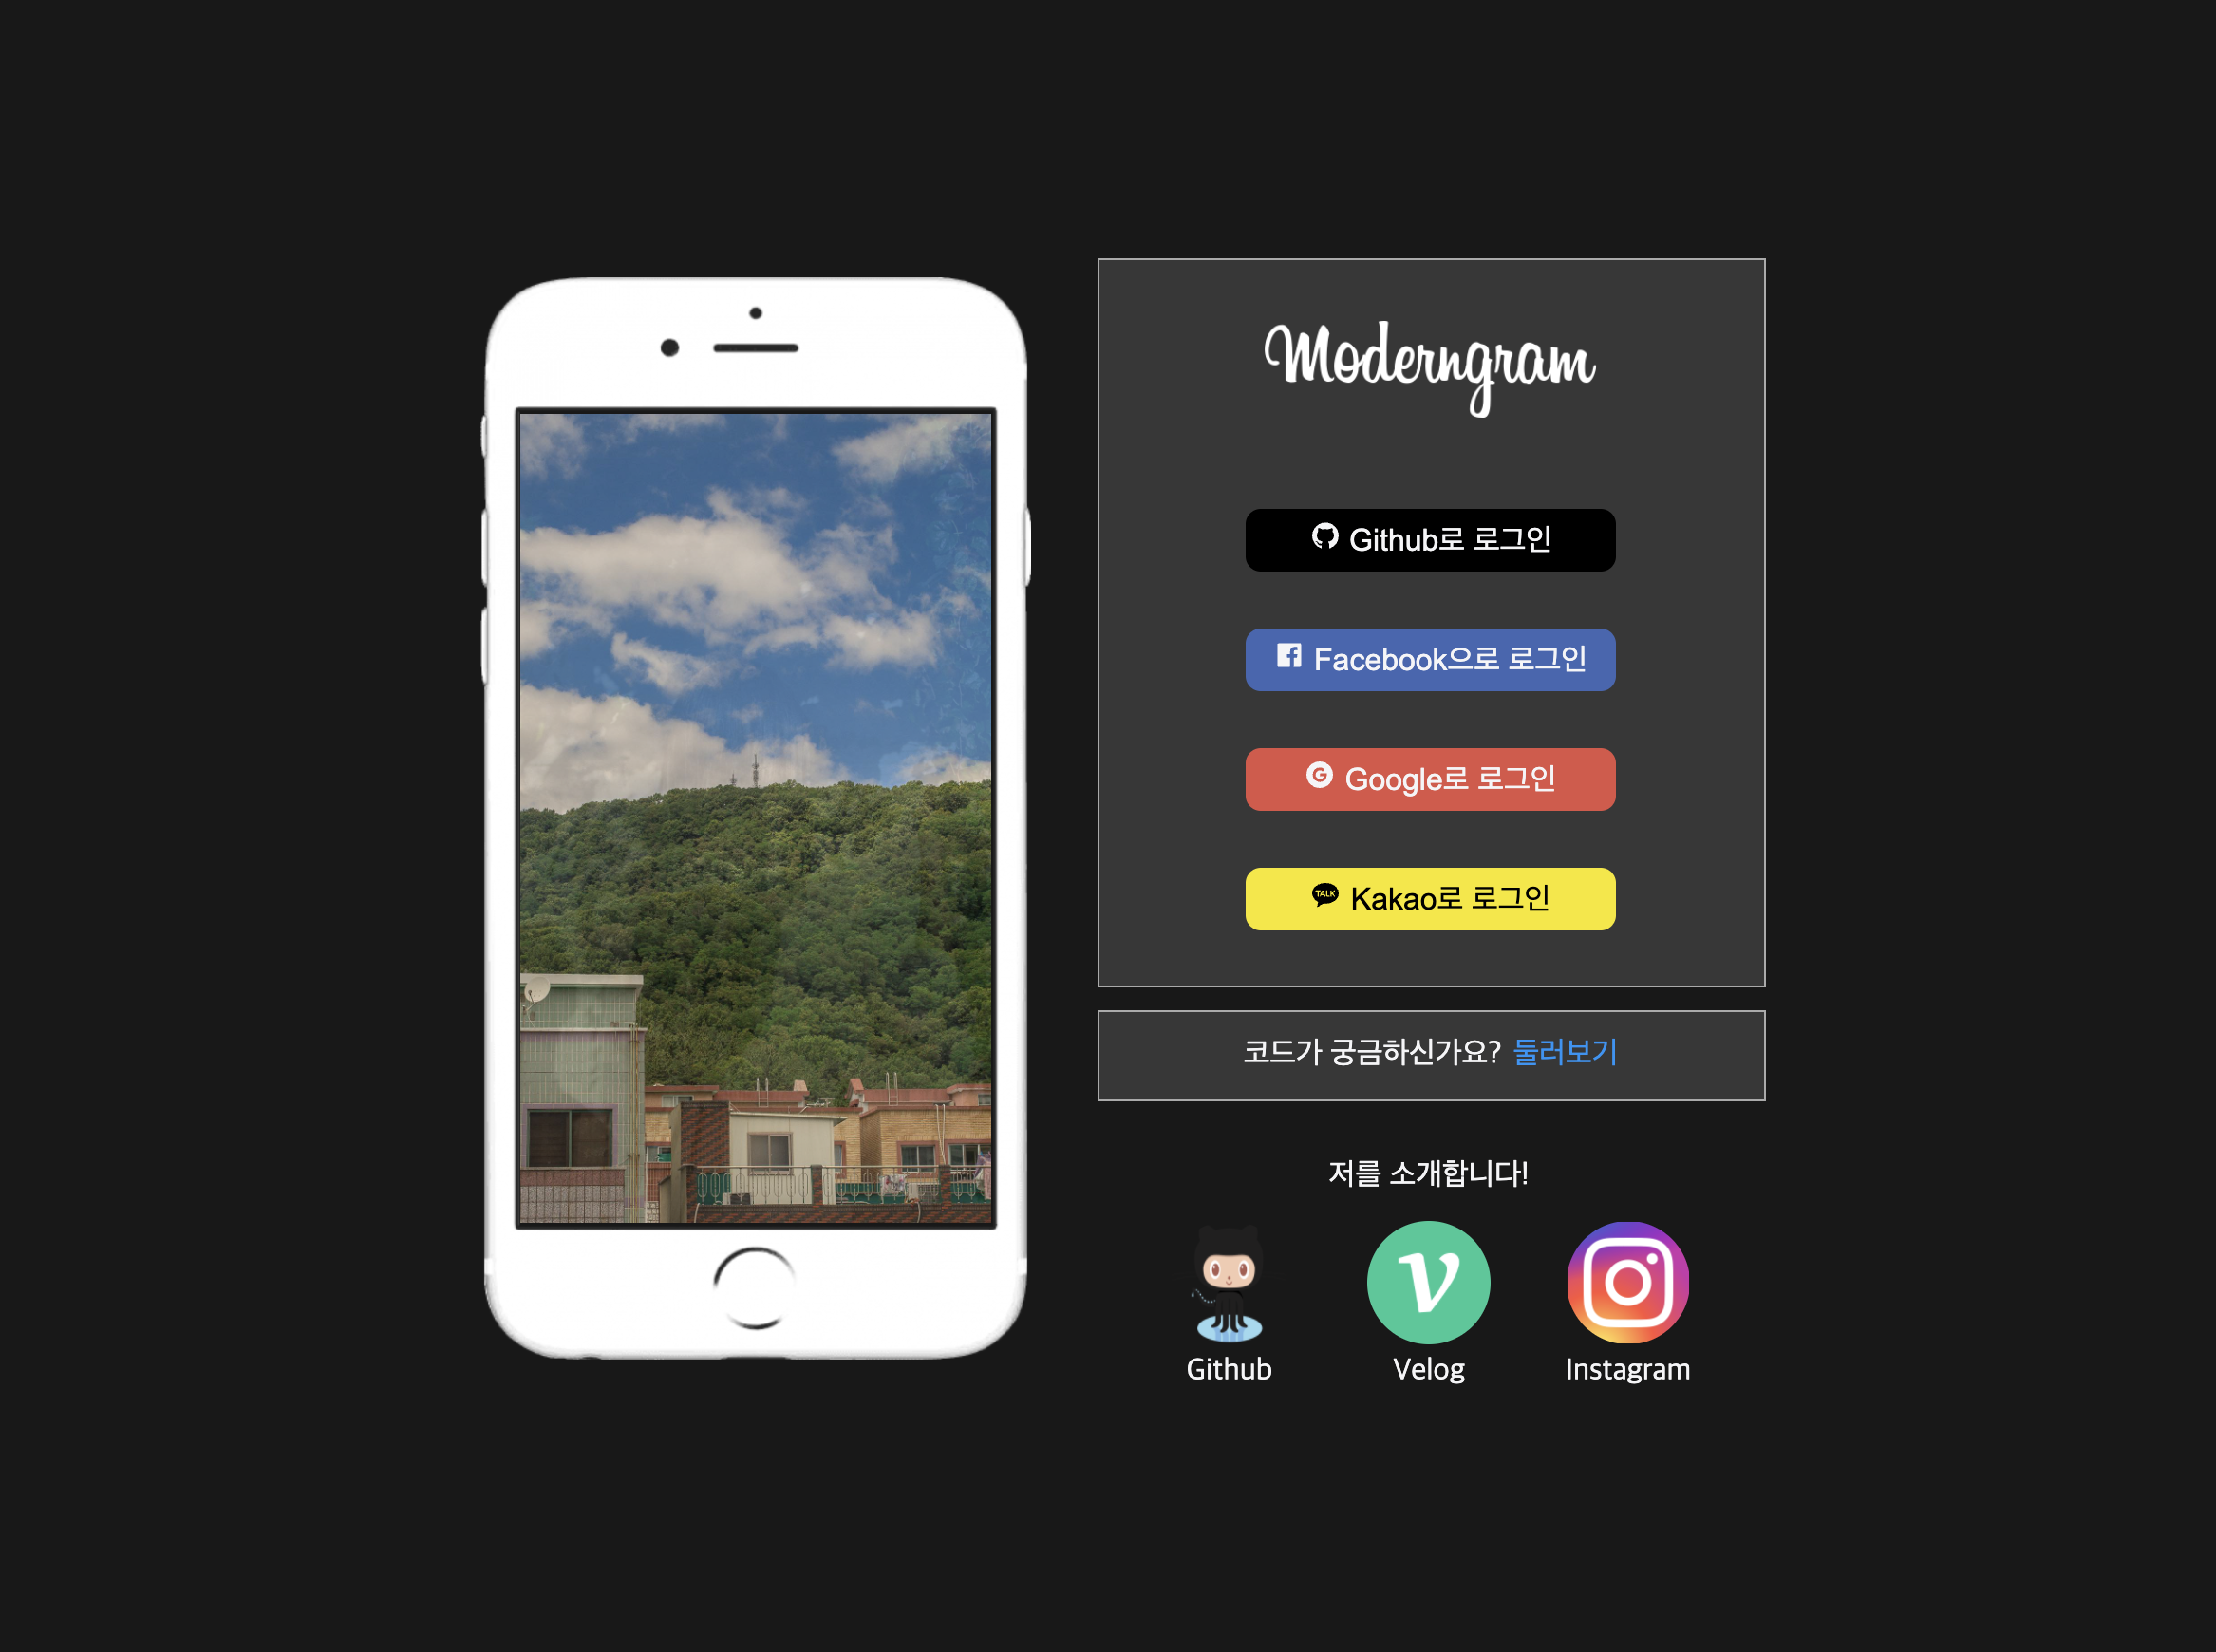 Moderngram
Github로 로그인
Facebook으로 로그인
Google로 로그인
TALK Kakao로 로그인
코드가 궁금하신가요? 둘러보기
저를 소개합니다!
Github
Velog
Instagram